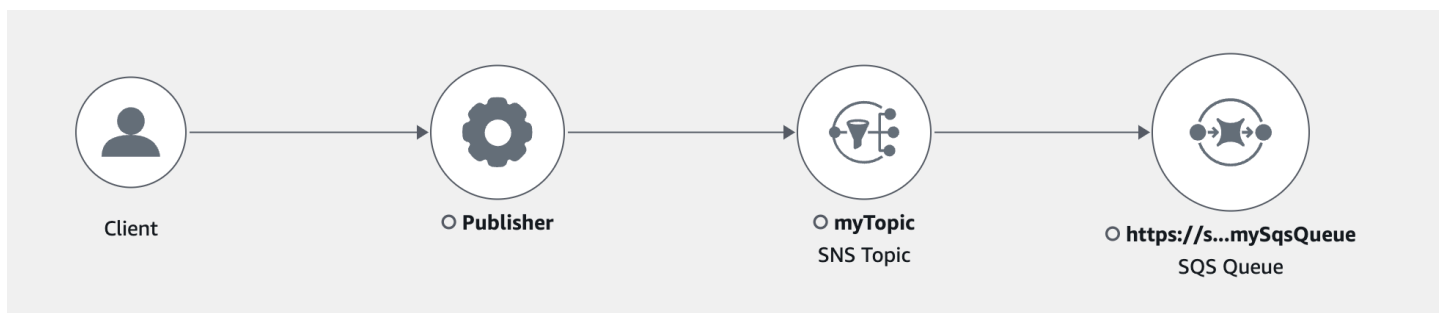 Client
Publisher
myTopic
SNS Topic
https://s...mySqsQueue
SQS Queue